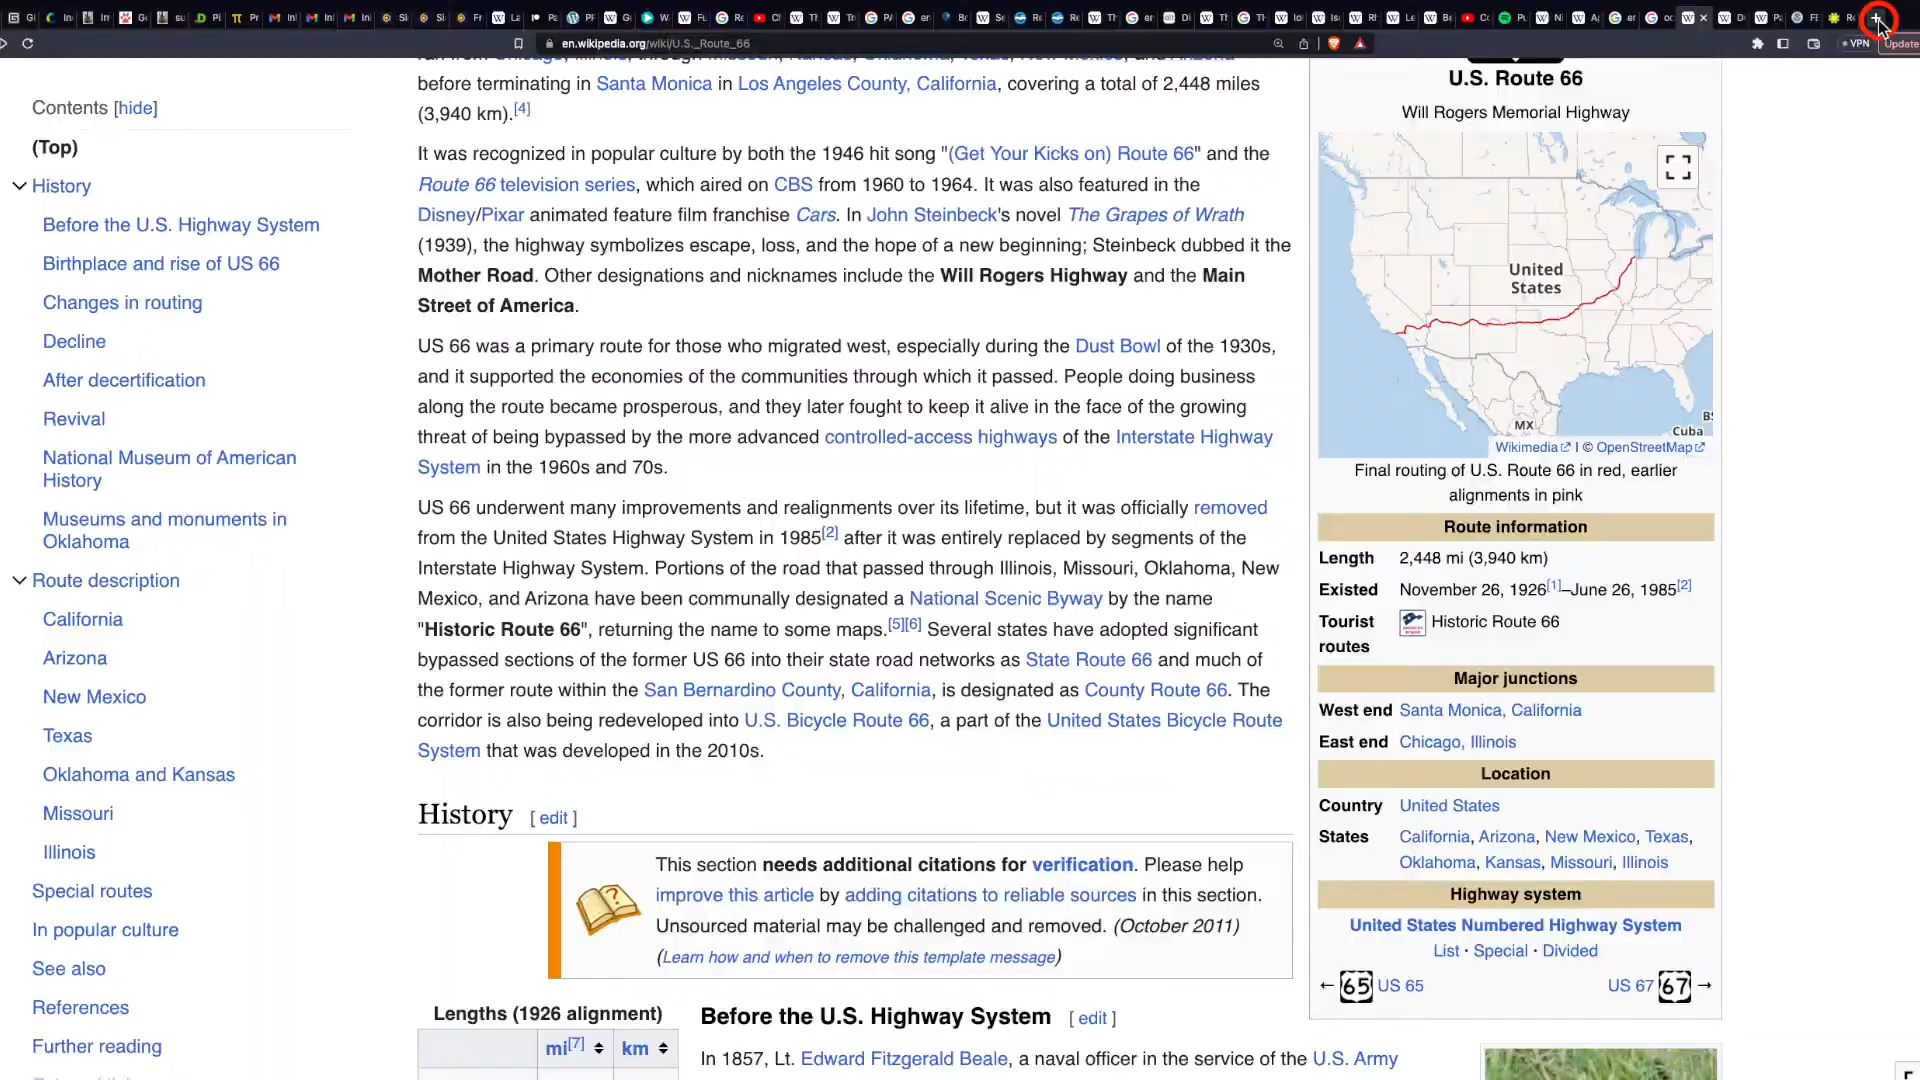 en.wikipedia.org/wiki/U.S._Route_66
VPN
Update
Contents [hide]
(Top)
History
Before the U.S. Highway System
Birthplace and rise of US 66
Changes in routing
Decline
After decertification
Revival
National Museum of American
History
Museums and monuments in
Oklahoma
Route description
California
Arizona
New Mexico
Texas
Oklahoma and Kansas
Missouri
Illinois
Special routes
In popular culture
See also
References
Further reading
before terminating in Santa Monica in Los Angeles County, California, covering a total of 2,448 miles
(3,940 km).[4]
It was recognized in popular culture by both the 1946 hit song "(Get Your Kicks on) Route 66" and the
Route 66 television series, which aired on CBS from 1960 to 1964. It was also featured in the
Disney/Pixar animated feature film franchise Cars. In John Steinbeck's novel The Grapes of Wrath
(1939), the highway symbolizes escape, loss, and the hope of a new beginning; Steinbeck dubbed it the
Mother Road. Other designations and nicknames include the Will Rogers Highway and the Main
Street of America.
US 66 was a primary route for those who migrated west, especially during the Dust Bowl of the 1930s,
and it supported the economies of the communities through which it passed. People doing business
along the route became prosperous, and they later fought to keep it alive in the face of the growing
threat of being bypassed by the more advanced controlled-access highways of the Interstate Highway
System in the 1960s and 70s.
US 66 underwent many improvements and realignments over its lifetime, but it was officially removed
from the United States Highway System in 1985[2] after it was entirely replaced by segments of the
Interstate Highway System. Portions of the road that passed through Illinois, Missouri, Oklahoma, New
Mexico, and Arizona have been communally designated a National Scenic Byway by the name
"Historic Route 66", returning the name to some maps.[5][6] Several states have adopted significant
bypassed sections of the former US 66 into their state road networks as State Route 66 and much of
the former route within the San Bernardino County, California, is designated as County Route 66. The
corridor is also being redeveloped into U.S. Bicycle Route 66, a part of the United States Bicycle Route
System that was developed in the 2010s.
History [ edit ]
This section needs additional citations for verification. Please help
improve this article by adding citations to reliable sources in this section.
Unsourced material may be challenged and removed. (October 2011)
(Learn how and when to remove this template message)
Lengths (1926 alignment)
mi[7] km
Before the U.S. Highway System [ edit ]
In 1857, Lt. Edward Fitzgerald Beale, a naval officer in the service of the U.S. Army
U.S. Route 66
Will Rogers Memorial Highway
United
States
MX
Cuba
Wikimedia | © OpenStreetMap
Final routing of U.S. Route 66 in red, earlier
alignments in pink
Route information
Length 2,448 mi (3,940 km)
Existed November 26, 1926[1]–June 26, 1985[2]
Tourist Historic Route 66
routes
Major junctions
West end Santa Monica, California
East end Chicago, Illinois
Location
Country United States
States California, Arizona, New Mexico, Texas,
Oklahoma, Kansas, Missouri, Illinois
Highway system
United States Numbered Highway System
List · Special · Divided
← 65 US 65 US 67 67 →